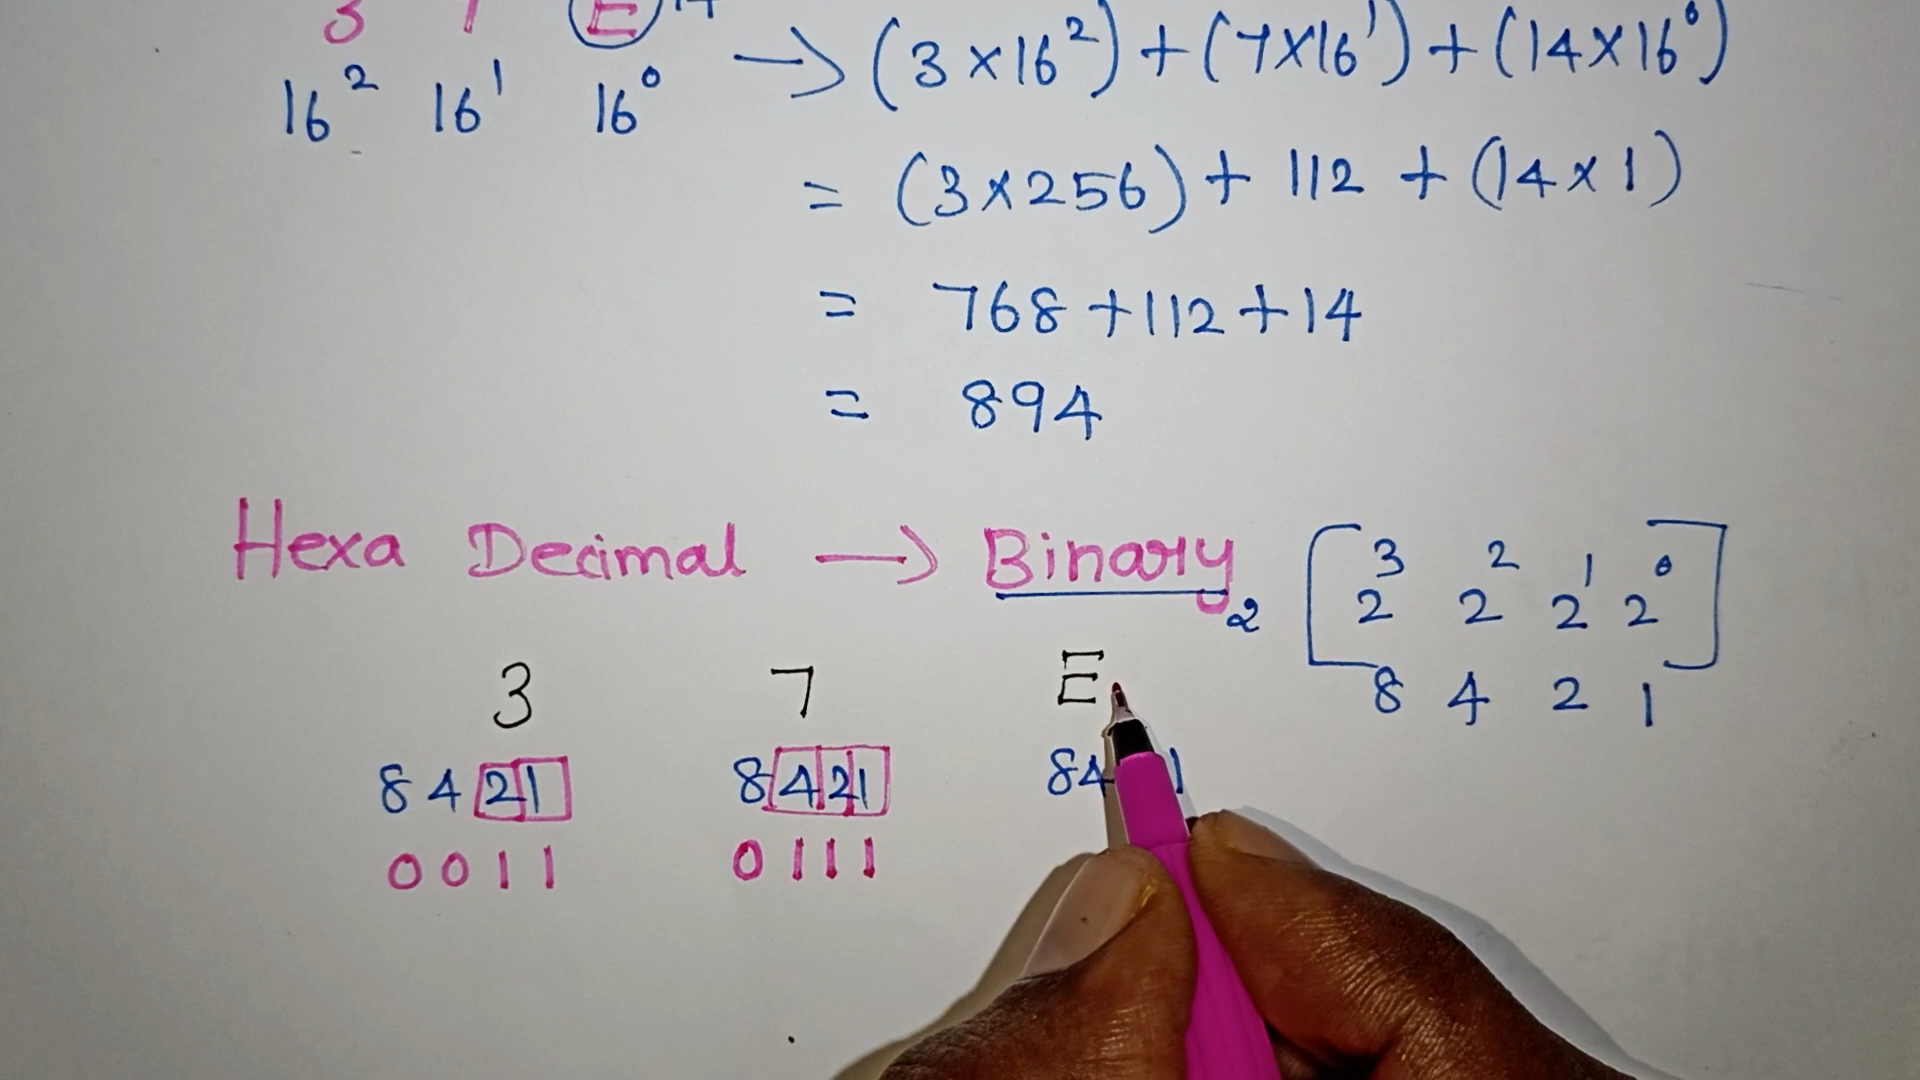 3 7 E 14
16² 16¹ 16⁰ → (3×16²) + (7×16¹) + (14×16⁰)
= (3×256) + 112 + (14×1)
= 768 + 112 + 14
= 894
Hexa Decimal → Binary₂ [2³ 2² 2¹ 2⁰]
8 4 2 1
3 7 E
8 4 2 1 8 4 2 1 8 4 1
0 0 1 1 0 1 1 1